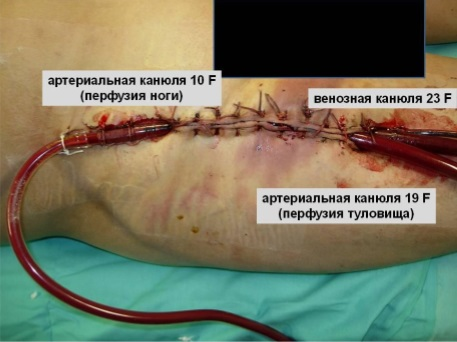 артериальная канюля 10 F
(перфузия ноги)
венозная канюля 23 F
артериальная канюля 19 F
(перфузия туловища)